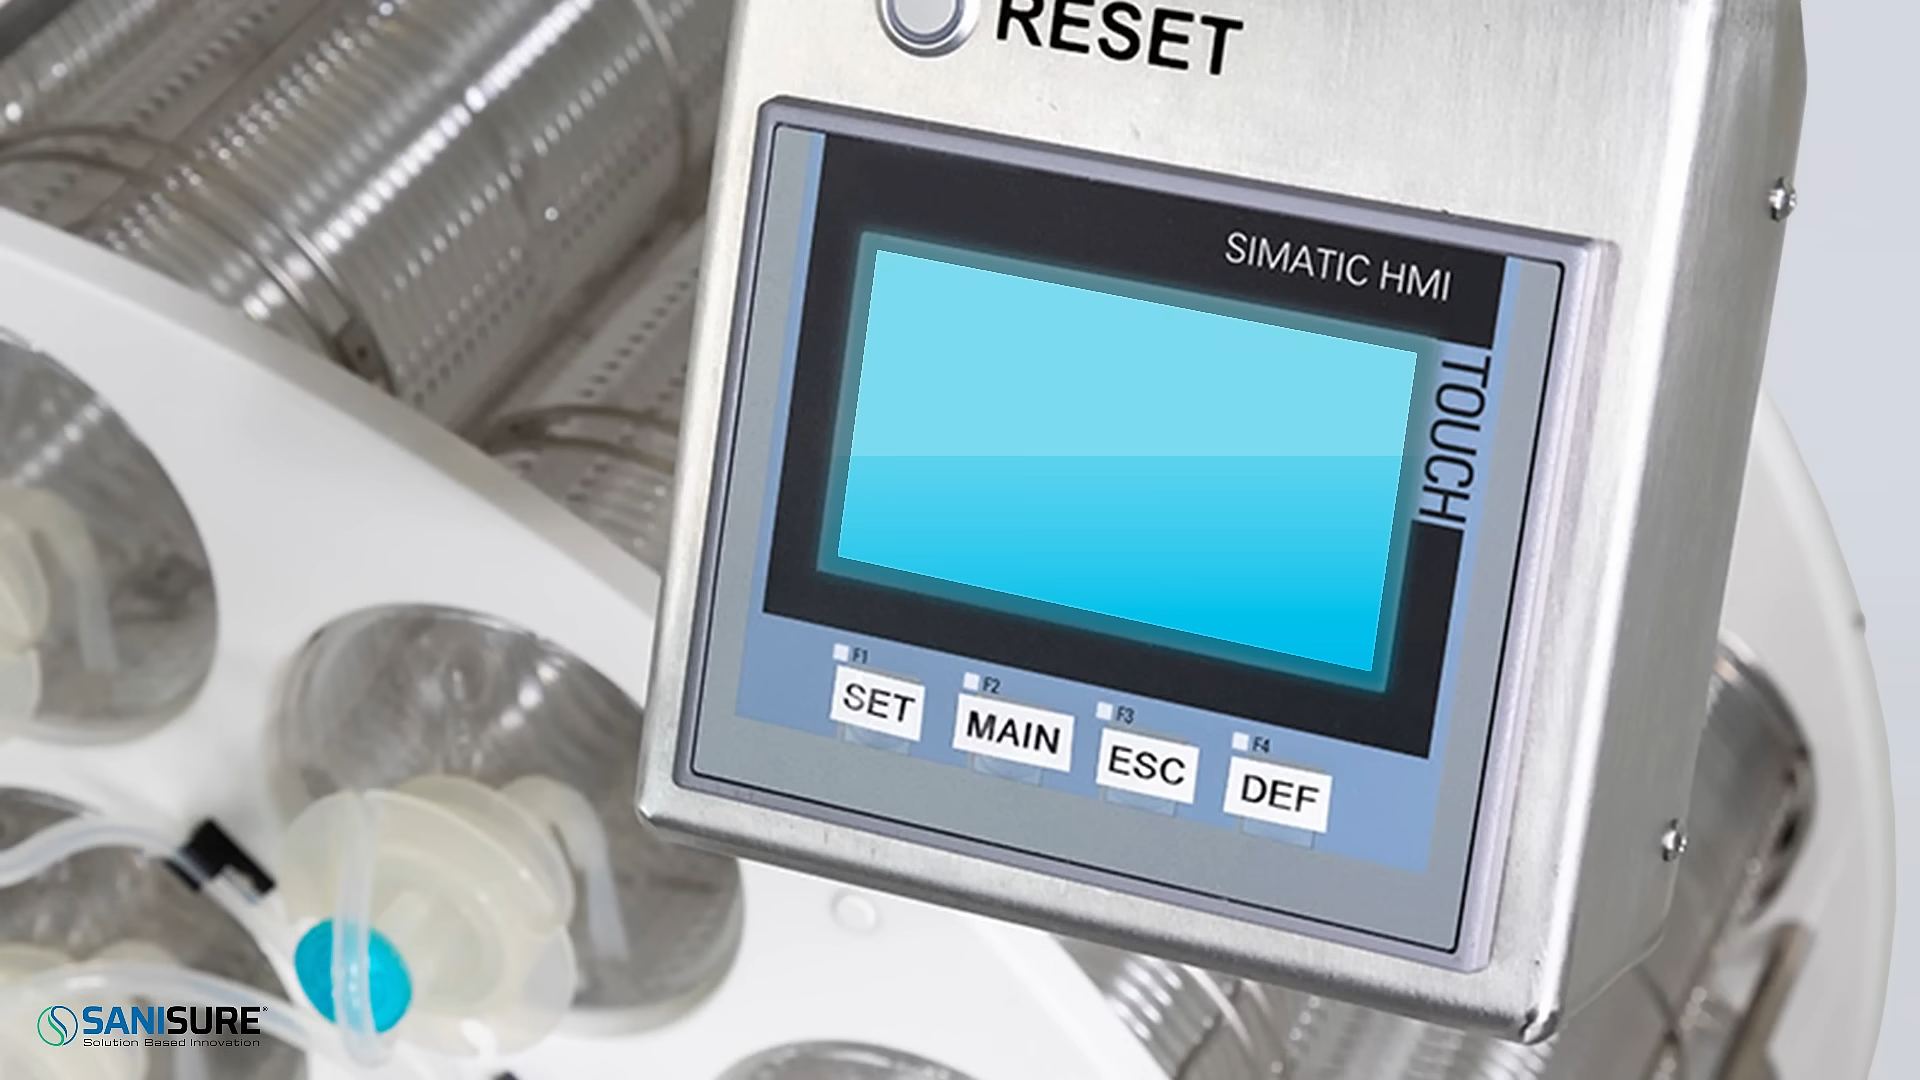 RESET
SIMATIC HMI
TOUCH
F1
F2
F3
F4
SET
MAIN
ESC
DEF
SANISURE®
Solution Based Innovation